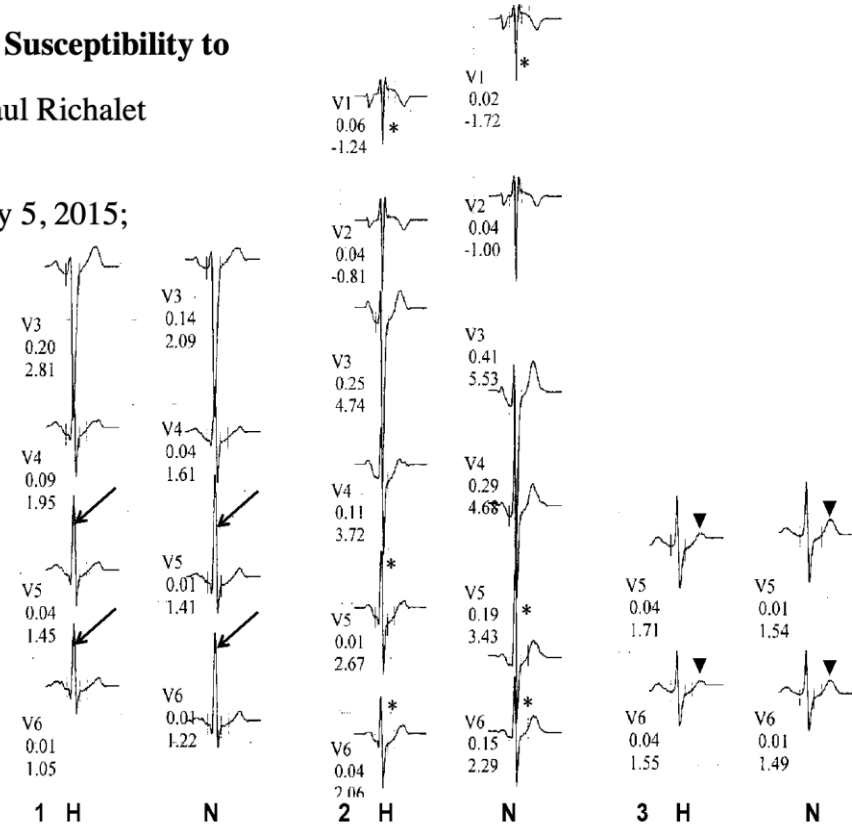 Susceptibility to
aul Richalet
y 5, 2015;
V3
0.20
2.81
V4
0.09
1.95
V5
0.04
1.45
V6
0.01
1.05
1 H
V3
0.14
2.09
V4
0.04
1.61
V5
0.01
1.41
V6
0.01
1.22
N
V1
0.06
-1.24
*
V2
0.04
-0.81
V3
0.25
4.74
V4
0.11
3.72
*
V5
0.01
2.67
*
V6
0.04
2.06
2 H
*
V1
0.02
-1.72
V2
0.04
-1.00
V3
0.41
5.53
V4
0.29
4.68
V5
0.19 *
3.43
*
V6
0.15
2.29
N
V5
0.04
1.71
V6
0.04
1.55
3 H
V5
0.01
1.54
V6
0.01
1.49
N